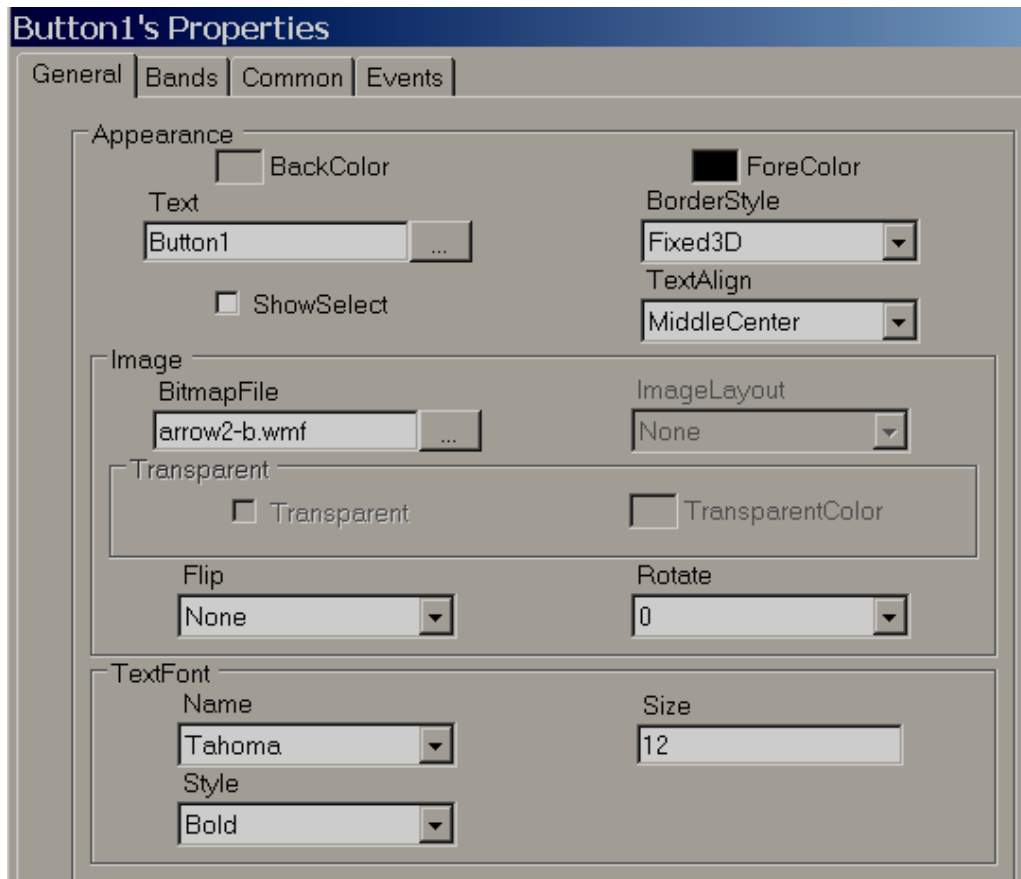 Button1's Properties
General Bands Common Events
Appearance
BackColor ForeColor
Text BorderStyle
Button1 ... Fixed3D
TextAlign
ShowSelect MiddleCenter
Image
BitmapFile ImageLayout
arrow2-b.wmf ... None
Transparent
Transparent TransparentColor
Flip Rotate
None 0
TextFont
Name Size
Tahoma 12
Style
Bold